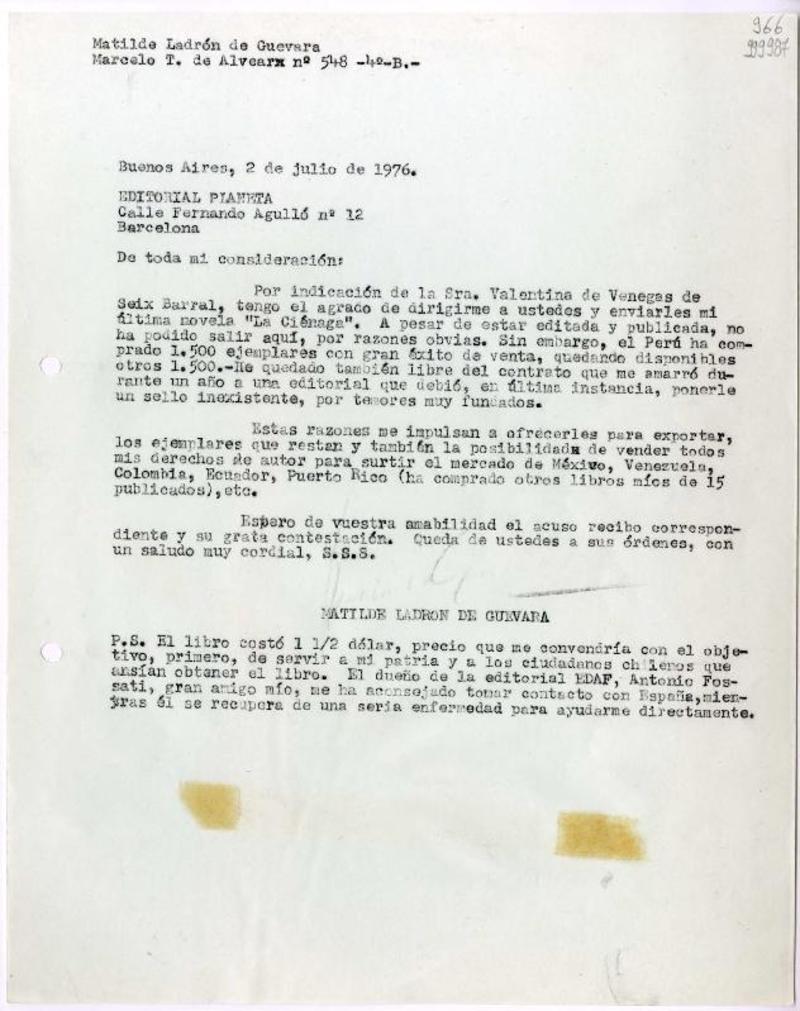 966
999987
Matilde Ladrón de Guevara
Marcelo T. de Alvearx nº 548 -4º-B.-
Buenos Aires, 2 de julio de 1976.
EDITORIAL PLANETA
Calle Fernando Agulló nº 12
Barcelona
De toda mi consideración:
Por indicación de la Sra. Valentina de Venegas de
Seix Barral, tengo el agrado de dirigirme a ustedes y enviarles mi
última novela "La Ciénaga". A pesar de estar editada y publicada, no
ha podido salir aquí, por razones obvias. Sin embargo, el Perú ha com-
prado 1.500 ejemplares con gran éxito de venta, quedando disponibles
otros 1.500.-He quedado también libre del contrato que me amarró du-
rante un año a una editorial que debió, en última instancia, ponerle
un sello inexistente, por temores muy fundados.
Estas razones me impulsan a ofrecerles para exportar,
los ejemplares que restan y también la posibilidadx de vender todos
mis derechos de autor para surtir el mercado de México, Venezuela,
Colombia, Ecuador, Puerto Rico (ha comprado otros libros míos de 15
publicados),etc.
Espero de vuestra amabilidad el acuso recibo correspon-
diente y su grata contestación. Queda de ustedes a sus órdenes, con
un saludo muy cordial, S.S.S.
MATILDE LADRON DE GUEVARA
P.S. El libro costó 1 1/2 dólar, precio que me convendría con el obje-
tivo, primero, de servir a mi patria y a los ciudadanos chilenos que
ansían obtener el libro. El dueño de la editorial EDAF, Antonio Fos-
sati, gran amigo mío, me ha aconsejado tomar contacto con España,mien-
tras él se recupera de una seria enfermedad para ayudarme directamente.